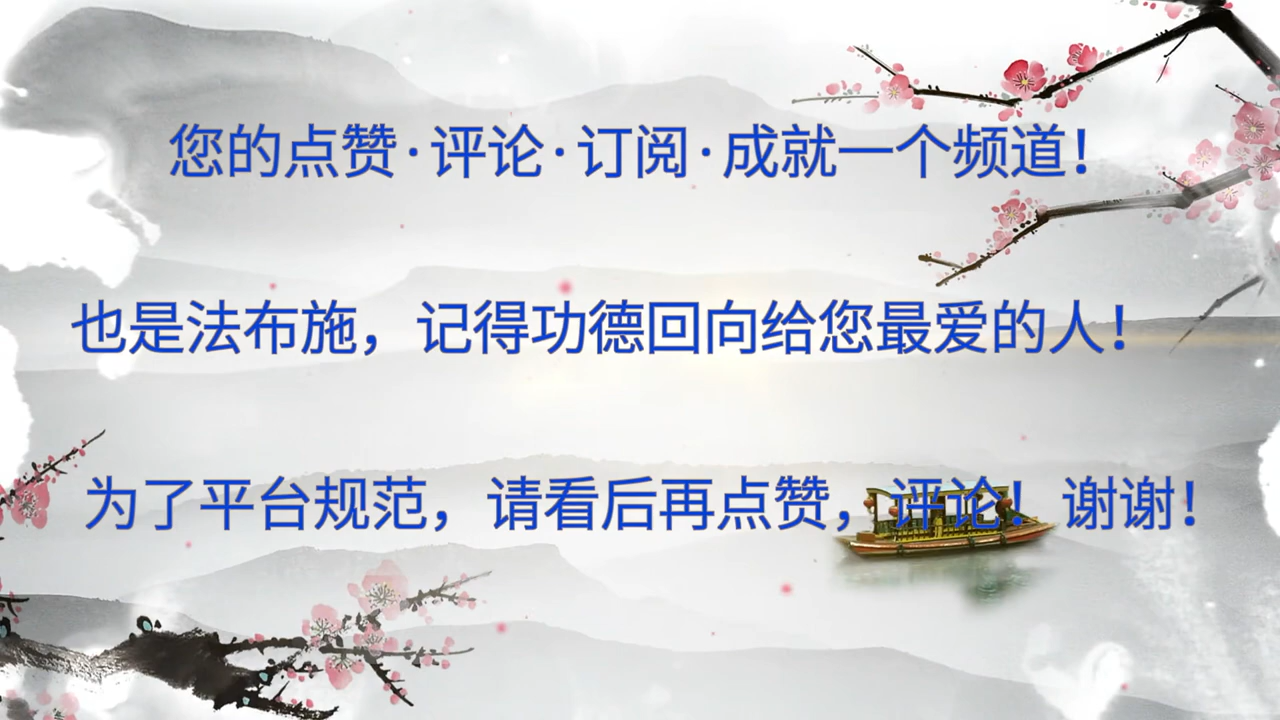 您的点赞·评论·订阅·成就一个频道！
也是法布施，记得功德回向给您最爱的人！
为了平台规范，请看后再点赞，评论！谢谢！